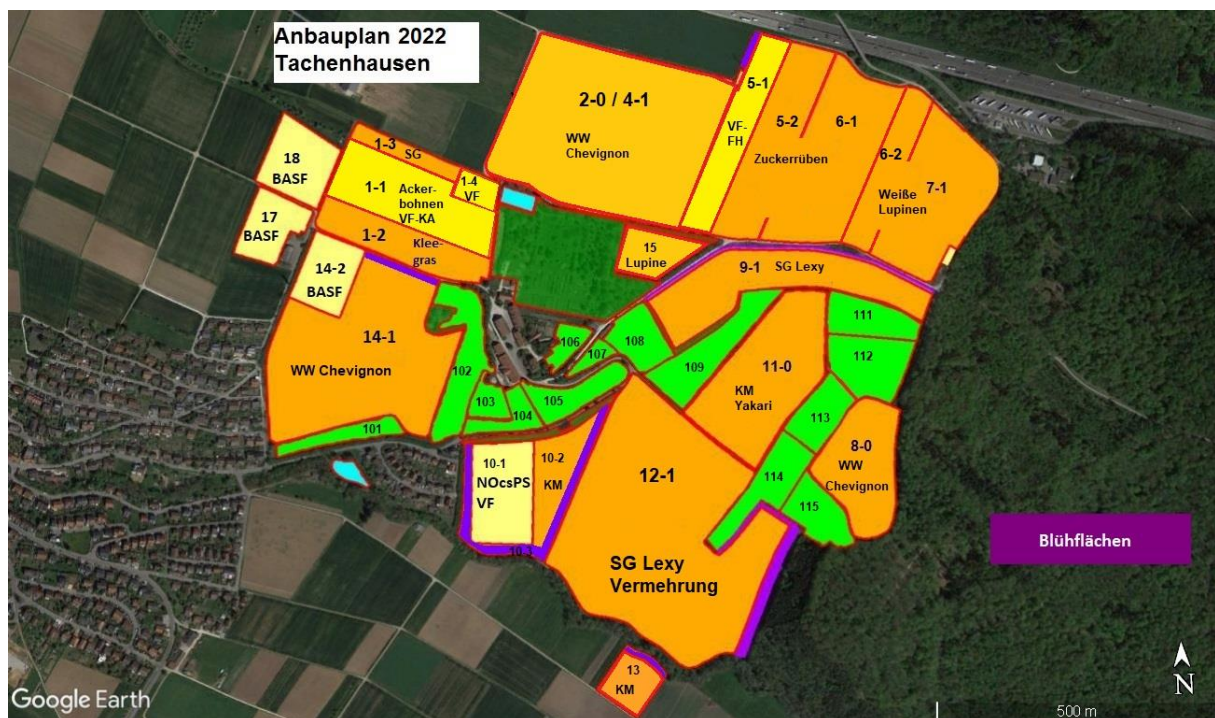 Anbauplan 2022
Tachenhausen
2-0 / 4-1
WW
Chevignon
5-1
VF-
FH
5-2
6-1
Zuckerrüben
6-2
7-1
Weiße
Lupinen
18
BASF
17
BASF
1-3
SG
1-4
VF
1-1
Acker-
bohnen
VF-KA
1-2
Klee-
gras
14-2
BASF
15
Lupine
9-1
SG Lexy
14-1
WW Chevignon
101
102
103
104
105
106
107
108
109
111
112
11-0
KM
Yakari
113
8-0
WW
Chevignon
114
115
10-1
NOcsPS
VF
10-2
KM
10-3
12-1
SG Lexy
Vermehrung
13
KM
Blühflächen
N
Google Earth
500 m